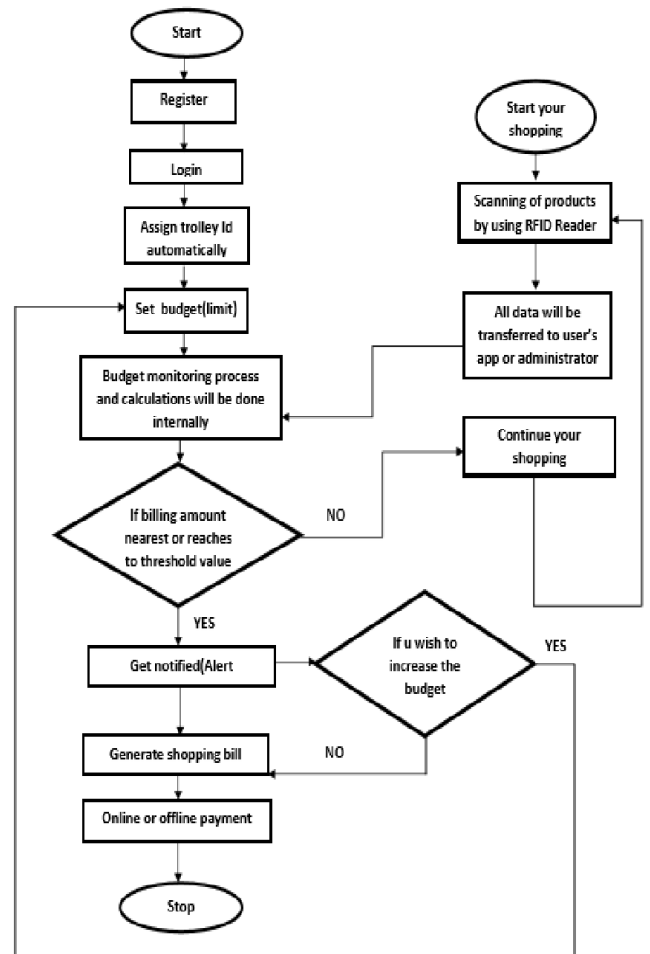 Start
Register
Login
Assign trolley Id
automatically
Set budget(limit)
Budget monitoring process
and calculations will be done
internally
If billing amount
nearest or reaches
to threshold value
NO
YES
Get notified(Alert
Generate shopping bill
Online or offline payment
Stop
Start your
shopping
Scanning of products
by using RFID Reader
All data will be
transferred to user's
app or administrator
Continue your
shopping
If u wish to
increase the
budget
YES
NO